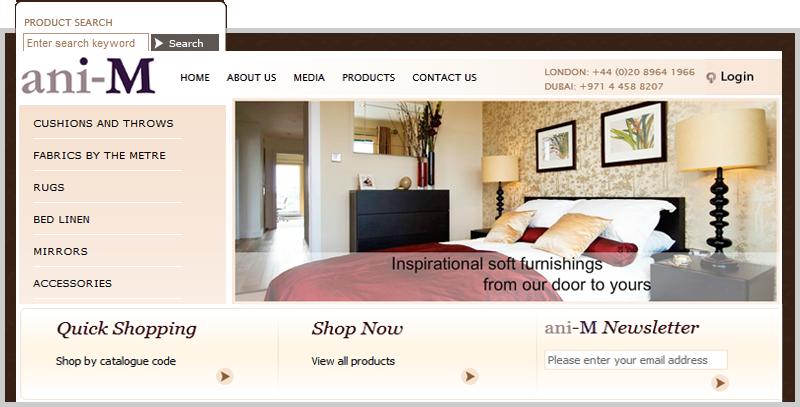 PRODUCT SEARCH
Enter search keyword
Search
ani-M
HOME ABOUT US MEDIA PRODUCTS CONTACT US
LONDON: +44 (0)20 8964 1966
DUBAI: +971 4 458 8207
Login
CUSHIONS AND THROWS
FABRICS BY THE METRE
RUGS
BED LINEN
MIRRORS
ACCESSORIES
Inspirational soft furnishings
from our door to yours
Quick Shopping
Shop by catalogue code
Shop Now
View all products
ani-M Newsletter
Please enter your email address